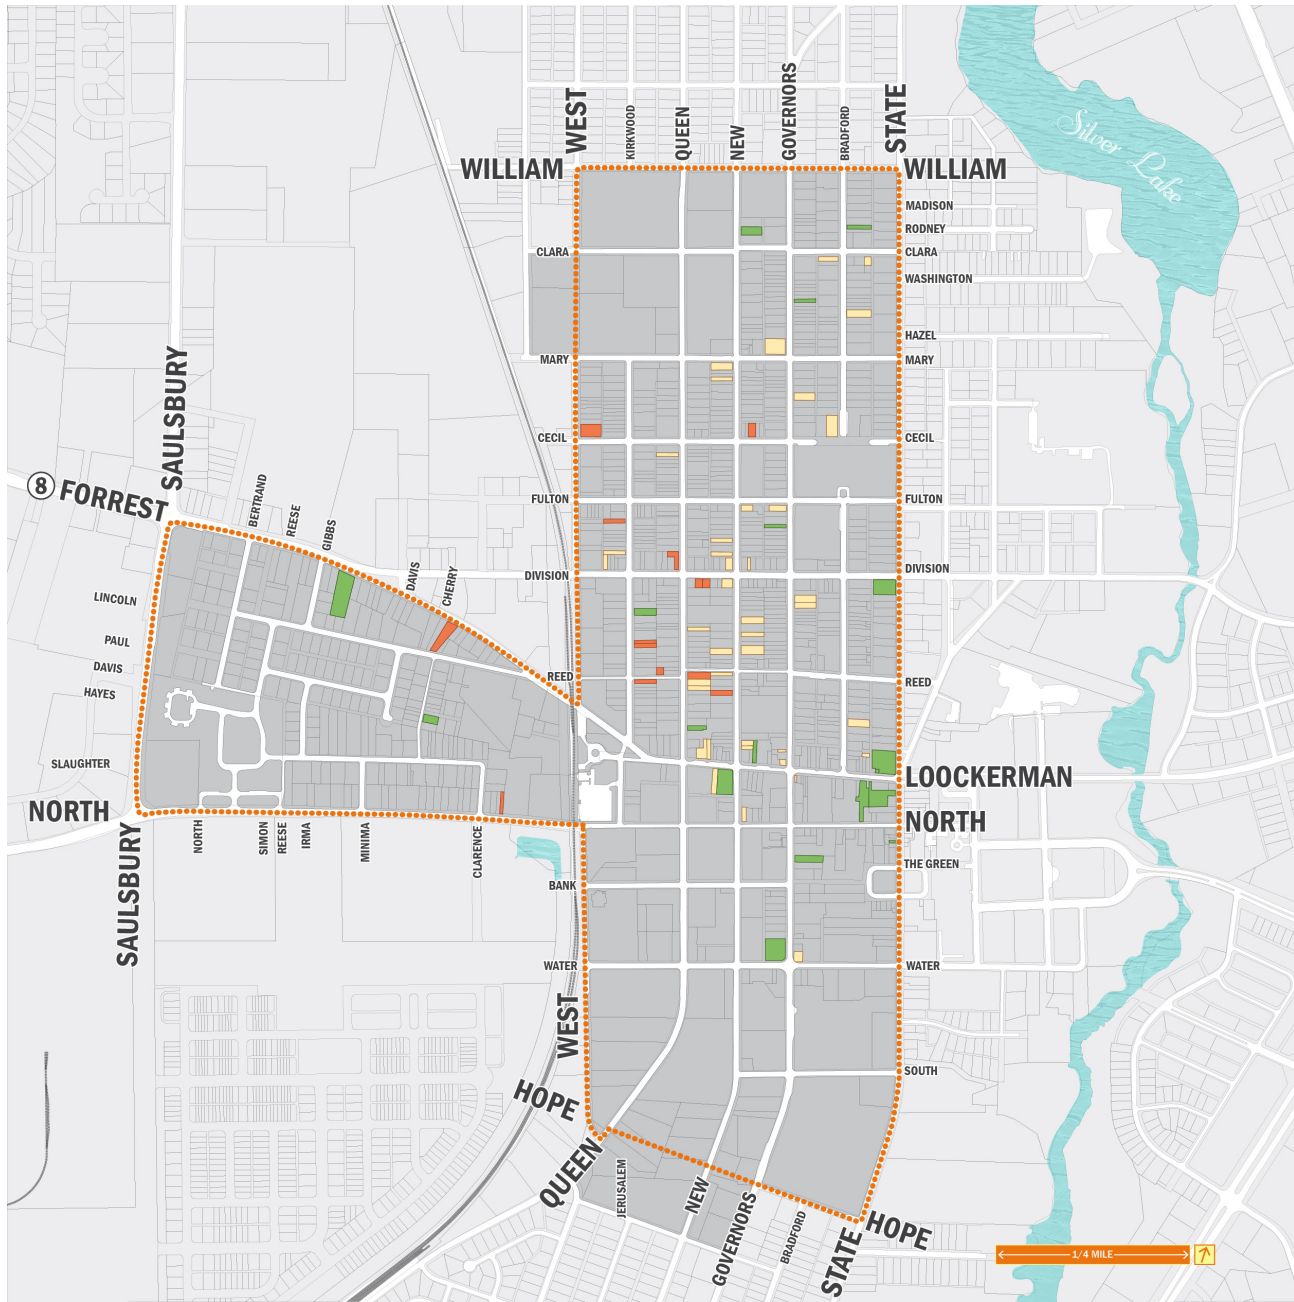 WEST
KIRKWOOD
QUEEN
NEW
GOVERNORS
BRADFORD
STATE
Silver Lake
WILLIAM
WILLIAM
MADISON
RODNEY
CLARA
CLARA
WASHINGTON
HAZEL
MARY
MARY
SAULSBURY
CECIL
CECIL
8 FORREST
BERTRAND
REESE
GIBBS
FULTON
FULTON
DAVIS
CHERRY
DIVISION
DIVISION
LINCOLN
PAUL
DAVIS
HAYES
REED
REED
SLAUGHTER
LOOCKERMAN
NORTH
NORTH
SAULSBURY
NORTH
SIMON
REESE
IRMA
MINIMA
CLARENCE
THE GREEN
BANK
WATER
WATER
WEST
SOUTH
HOPE
QUEEN
JERUSALEM
NEW
GOVERNORS
BRADFORD
STATE
HOPE
1/4 MILE